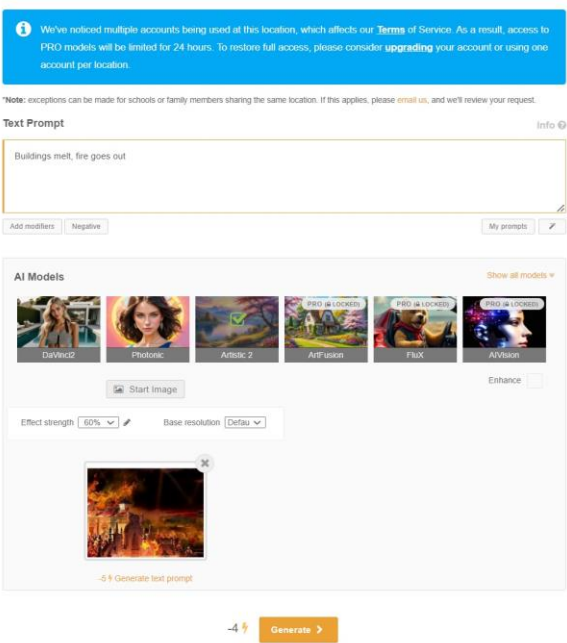 We've noticed multiple accounts being used at this location, which affects our Terms of Service. As a result, access to
PRO models will be limited for 24 hours. To restore full access, please consider upgrading your account or using one
account per location.
*Note: exceptions can be made for schools or family members sharing the same location. If this applies, please email us, and we'll review your request.
Text Prompt
Info
Buildings melt, fire goes out
Add modifiers Negative My prompts
AI Models Show all models
PRO (LOCKED) PRO (LOCKED) PRO (LOCKED)
DaVinci2 Photonic Artistic 2 ArtFusion FluX AIVision
Start Image Enhance
Effect strength 60% Base resolution Defau
-5 Generate text prompt
-4 Generate